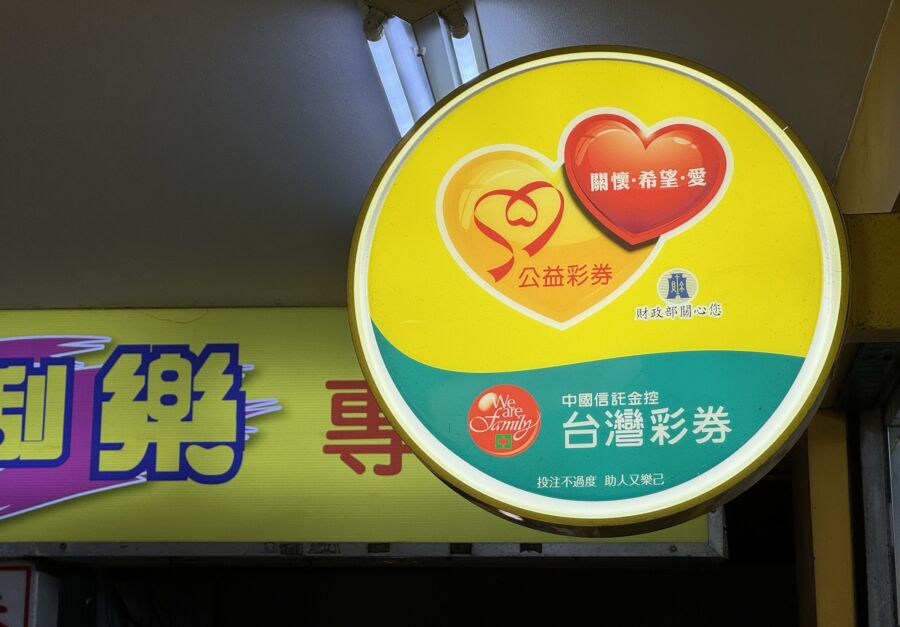 關懷·希望·愛
公益彩券
財政部關心您
We
are
family
中國信託金控
台灣彩券
投注不過度 助人又樂己
樂
專